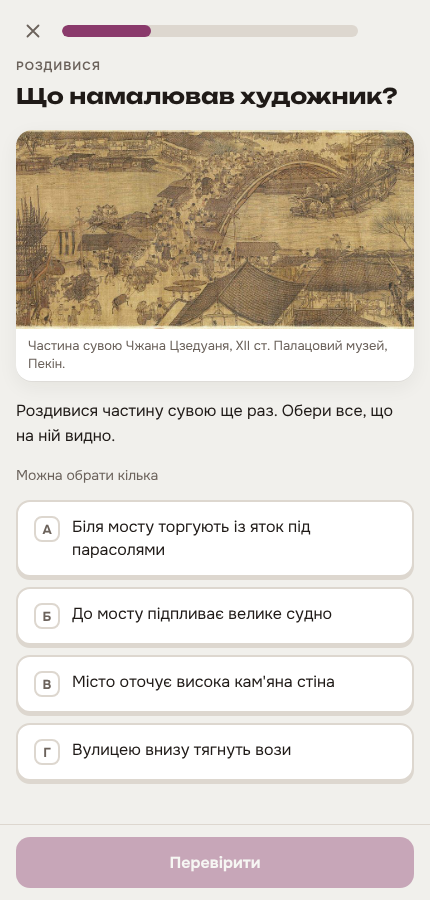 РОЗДИВИСЯ
Що намалював художник?
Частина сувою Чжана Цзедуаня, XII ст. Палацовий музей,
Пекін.
Роздивися частину сувою ще раз. Обери все, що
на ній видно.
Можна обрати кілька
А Біля мосту торгують із яток під
парасолями
Б До мосту підпливає велике судно
В Місто оточує висока кам'яна стіна
Г Вулицею внизу тягнуть вози
Перевірити